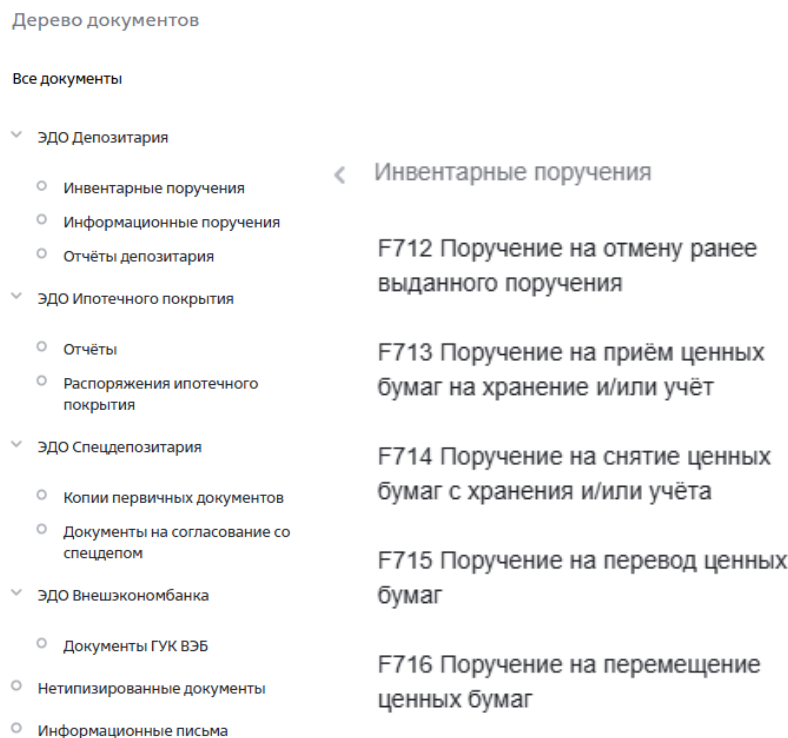 Дерево документов
Все документы
ЭДО Депозитария
Инвентарные поручения
Информационные поручения
Отчёты депозитария
ЭДО Ипотечного покрытия
Отчёты
Распоряжения ипотечного
покрытия
ЭДО Спецдепозитария
Копии первичных документов
Документы на согласование со
спецдепом
ЭДО Внешэкономбанка
Документы ГУК ВЭБ
Нетипизированные документы
Информационные письма
Инвентарные поручения
F712 Поручение на отмену ранее
выданного поручения
F713 Поручение на приём ценных
бумаг на хранение и/или учёт
F714 Поручение на снятие ценных
бумаг с хранения и/или учёта
F715 Поручение на перевод ценных
бумаг
F716 Поручение на перемещение
ценных бумаг